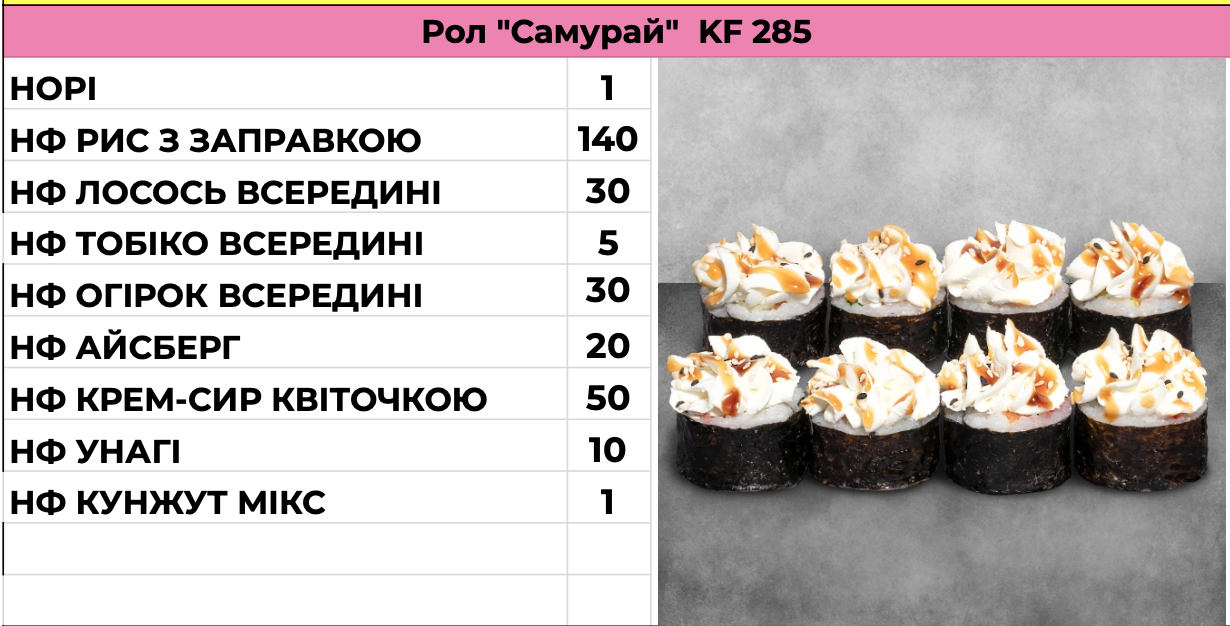 Рол "Самурай" KF 285
НОРІ 1
НФ РИС З ЗАПРАВКОЮ 140
НФ ЛОСОСЬ ВСЕРЕДИНІ 30
НФ ТОБІКО ВСЕРЕДИНІ 5
НФ ОГІРОК ВСЕРЕДИНІ 30
НФ АЙСБЕРГ 20
НФ КРЕМ-СИР КВІТОЧКОЮ 50
НФ УНАГІ 10
НФ КУНЖУТ МІКС 1